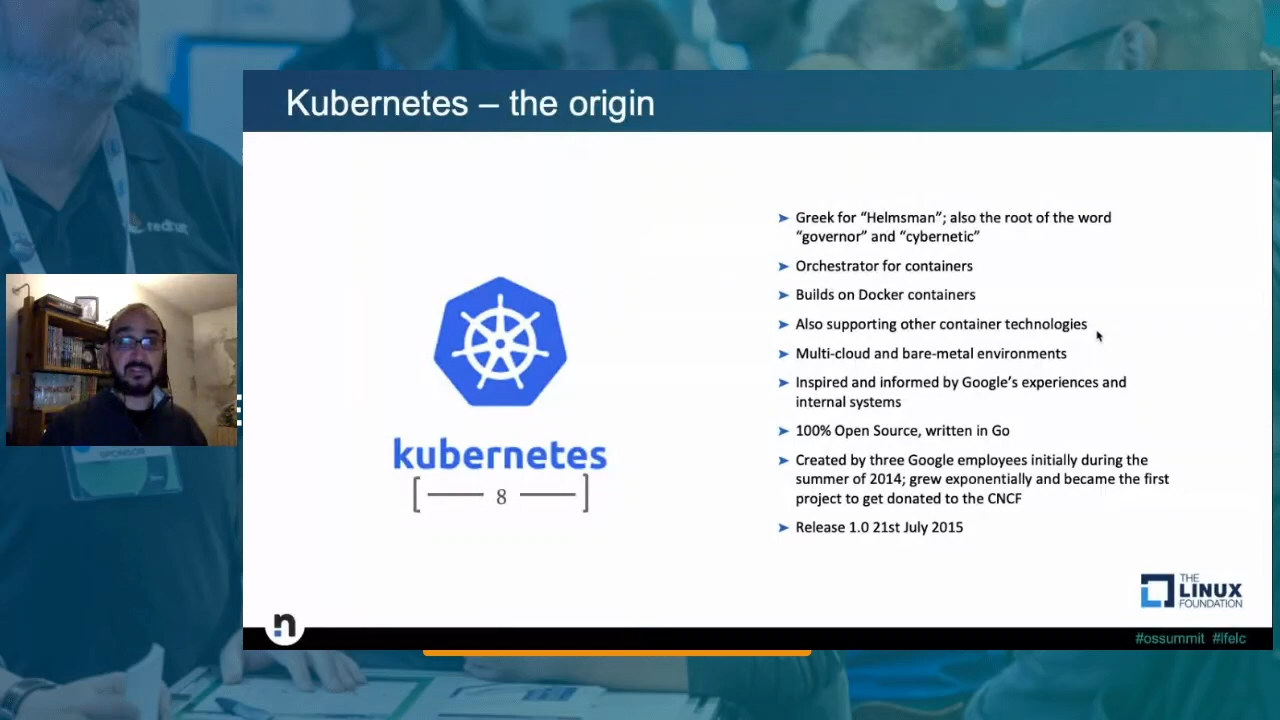 Kubernetes – the origin
➤ Greek for “Helmsman”; also the root of the word
“governor” and “cybernetic”
➤ Orchestrator for containers
➤ Builds on Docker containers
➤ Also supporting other container technologies
➤ Multi-cloud and bare-metal environments
➤ Inspired and informed by Google’s experiences and
internal systems
➤ 100% Open Source, written in Go
➤ Created by three Google employees initially during the
summer of 2014; grew exponentially and became the first
project to get donated to the CNCF
➤ Release 1.0 21st July 2015
kubernetes
8
THE
LINUX
FOUNDATION
n
#ossummit #lfelc
SPONSOR